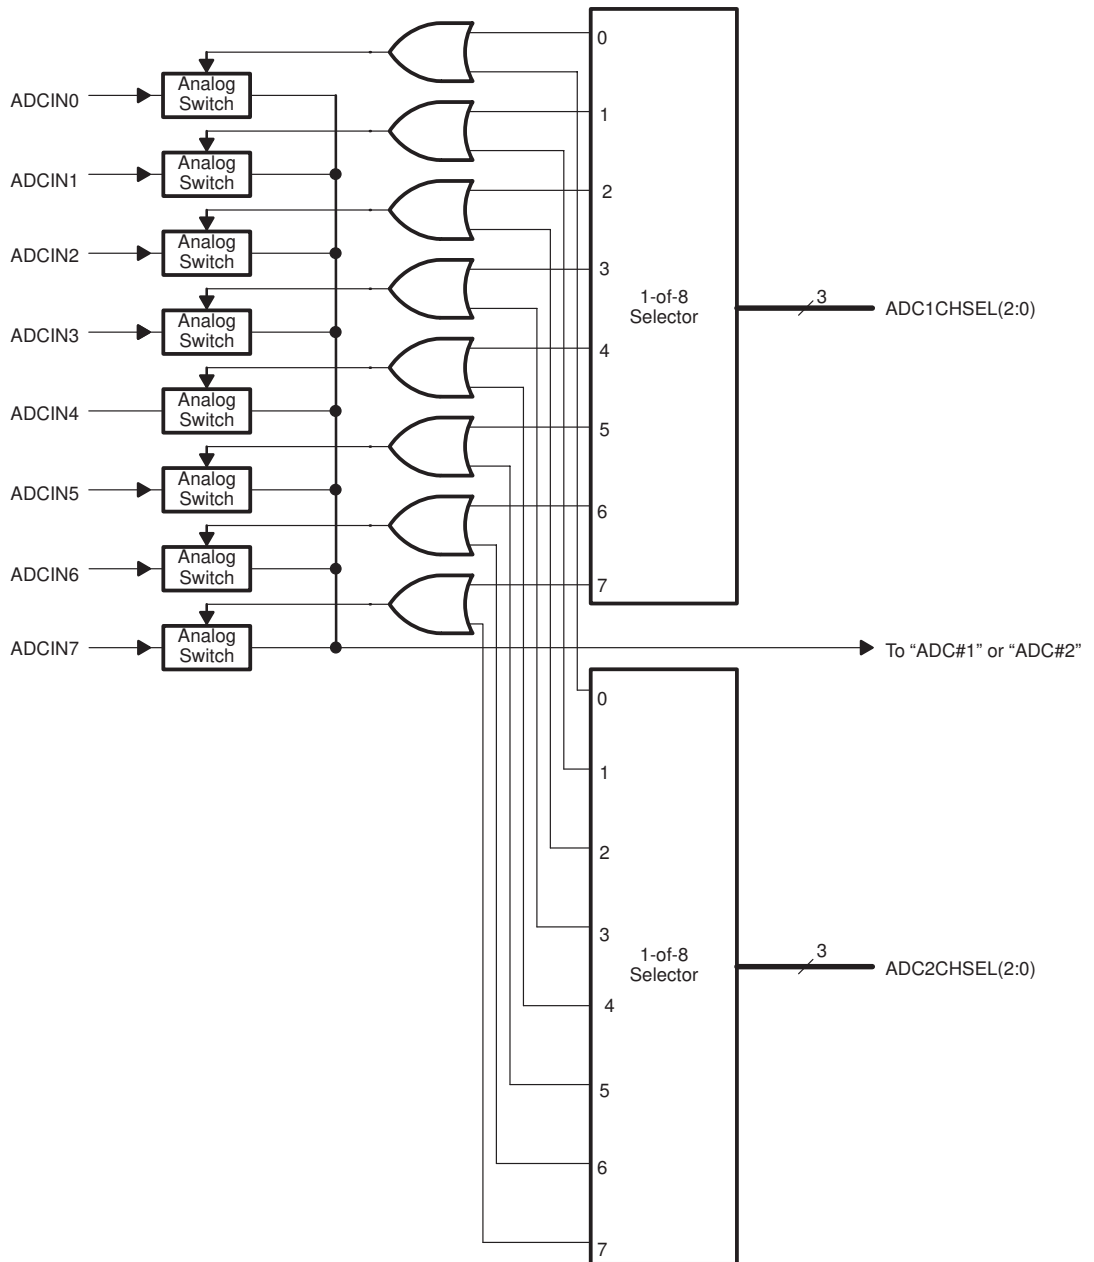 0
Analog
Switch
ADCIN0
1
Analog
Switch
ADCIN1
2
Analog
Switch
ADCIN2
3
1-of-8
Selector
3
ADC1CHSEL(2:0)
Analog
Switch
ADCIN3
4
Analog
Switch
ADCIN4
5
Analog
Switch
ADCIN5
6
Analog
Switch
ADCIN6
7
Analog
Switch
ADCIN7
To “ADC#1” or “ADC#2”
0
1
2
3
1-of-8
Selector
3
ADC2CHSEL(2:0)
4
5
6
7